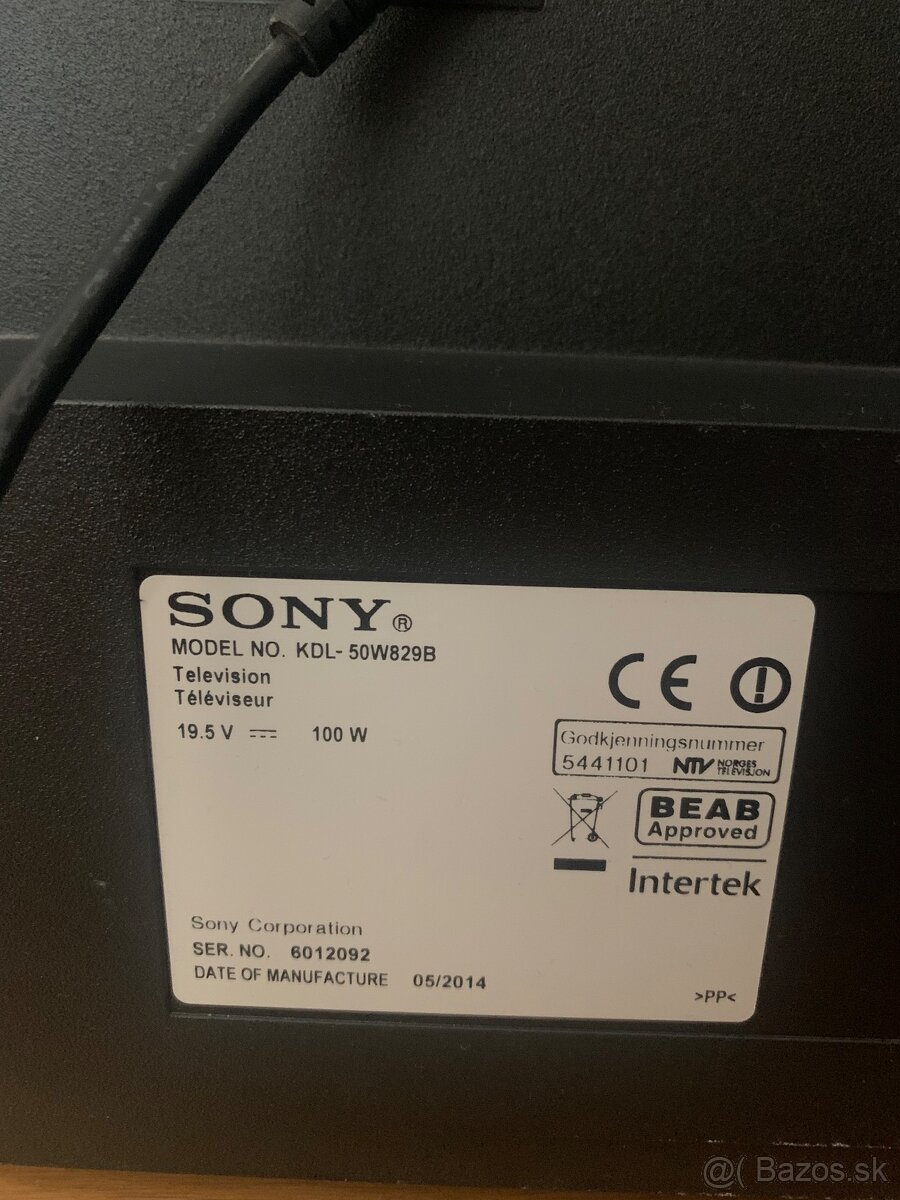 SONY®
MODEL NO. KDL- 50W829B
Television
Téléviseur
19.5 V 100 W
CE
Godkjenningsnummer
5441101 NTV NORGES TELEVISJON
BEAB
Approved
Intertek
Sony Corporation
SER. NO. 6012092
DATE OF MANUFACTURE 05/2014
>PP<
@( Bazos.sk